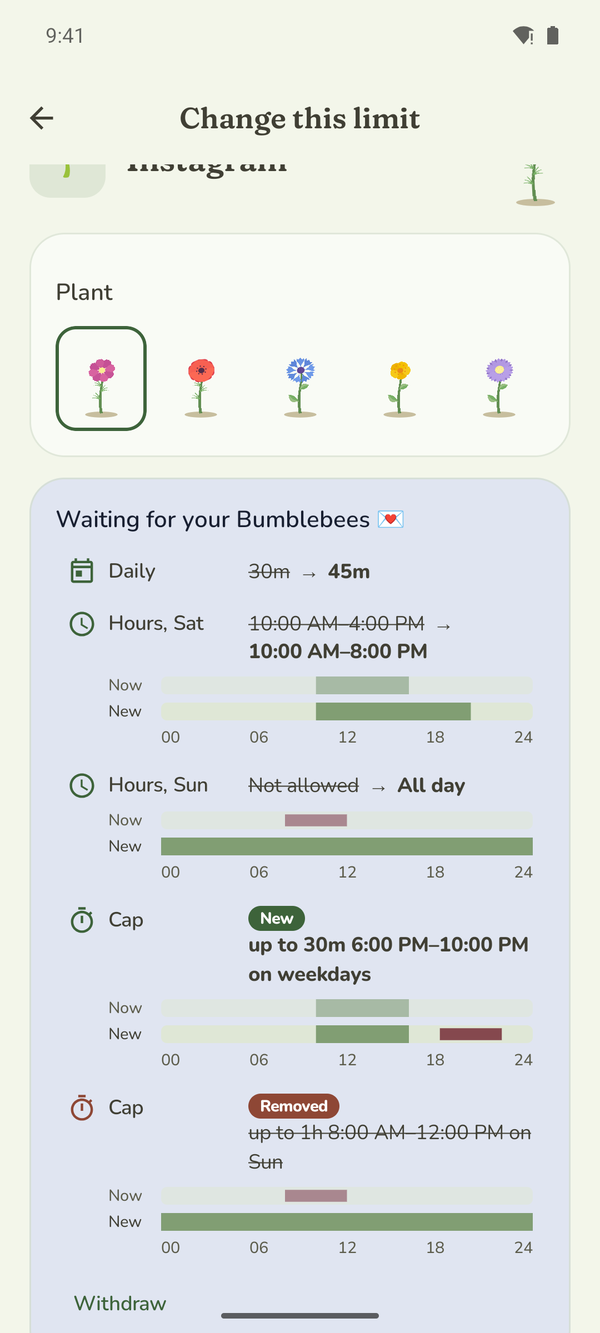 9:41
Change this limit
Instagram
Plant
Waiting for your Bumblebees 💌
Daily 30m → 45m
Hours, Sat 10:00 AM–4:00 PM →
10:00 AM–8:00 PM
Now
New
00 06 12 18 24
Hours, Sun Not allowed → All day
Now
New
00 06 12 18 24
Cap New
up to 30m 6:00 PM–10:00 PM
on weekdays
Now
New
00 06 12 18 24
Cap Removed
up to 1h 8:00 AM–12:00 PM on
Sun
Now
New
00 06 12 18 24
Withdraw